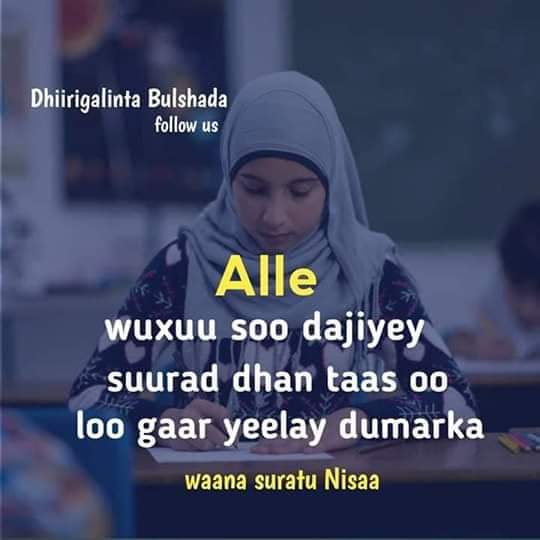 Dhiirigalinta Bulshada
follow us
Alle
wuxuu soo dajiyey
suurad dhan taas oo
loo gaar yeelay dumarka
waana suratu Nisaa